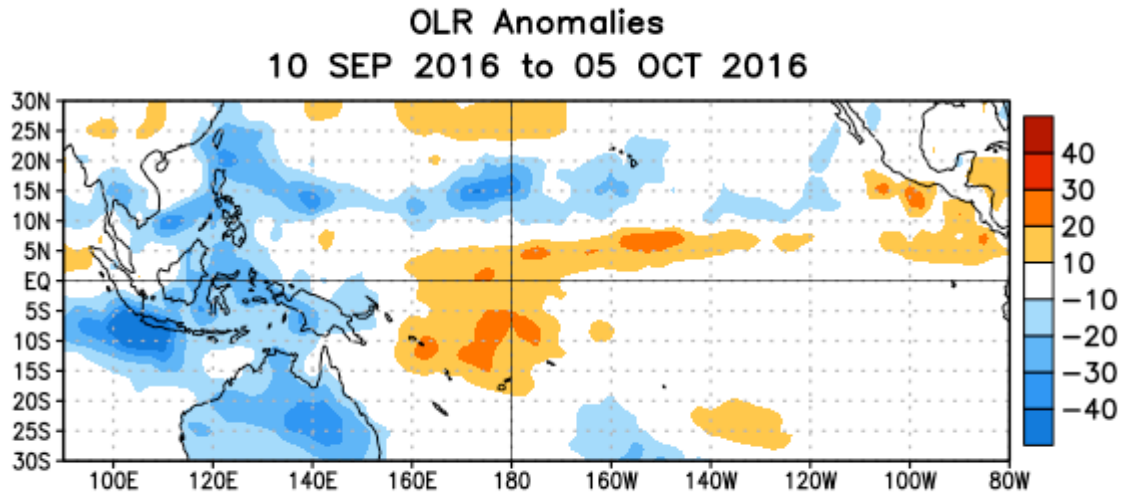 OLR Anomalies
10 SEP 2016 to 05 OCT 2016
30N
25N
20N
15N
10N
5N
EQ
5S
10S
15S
20S
25S
30S
100E 120E 140E 160E 180 160W 140W 120W 100W 80W
40
30
20
10
-10
-20
-30
-40